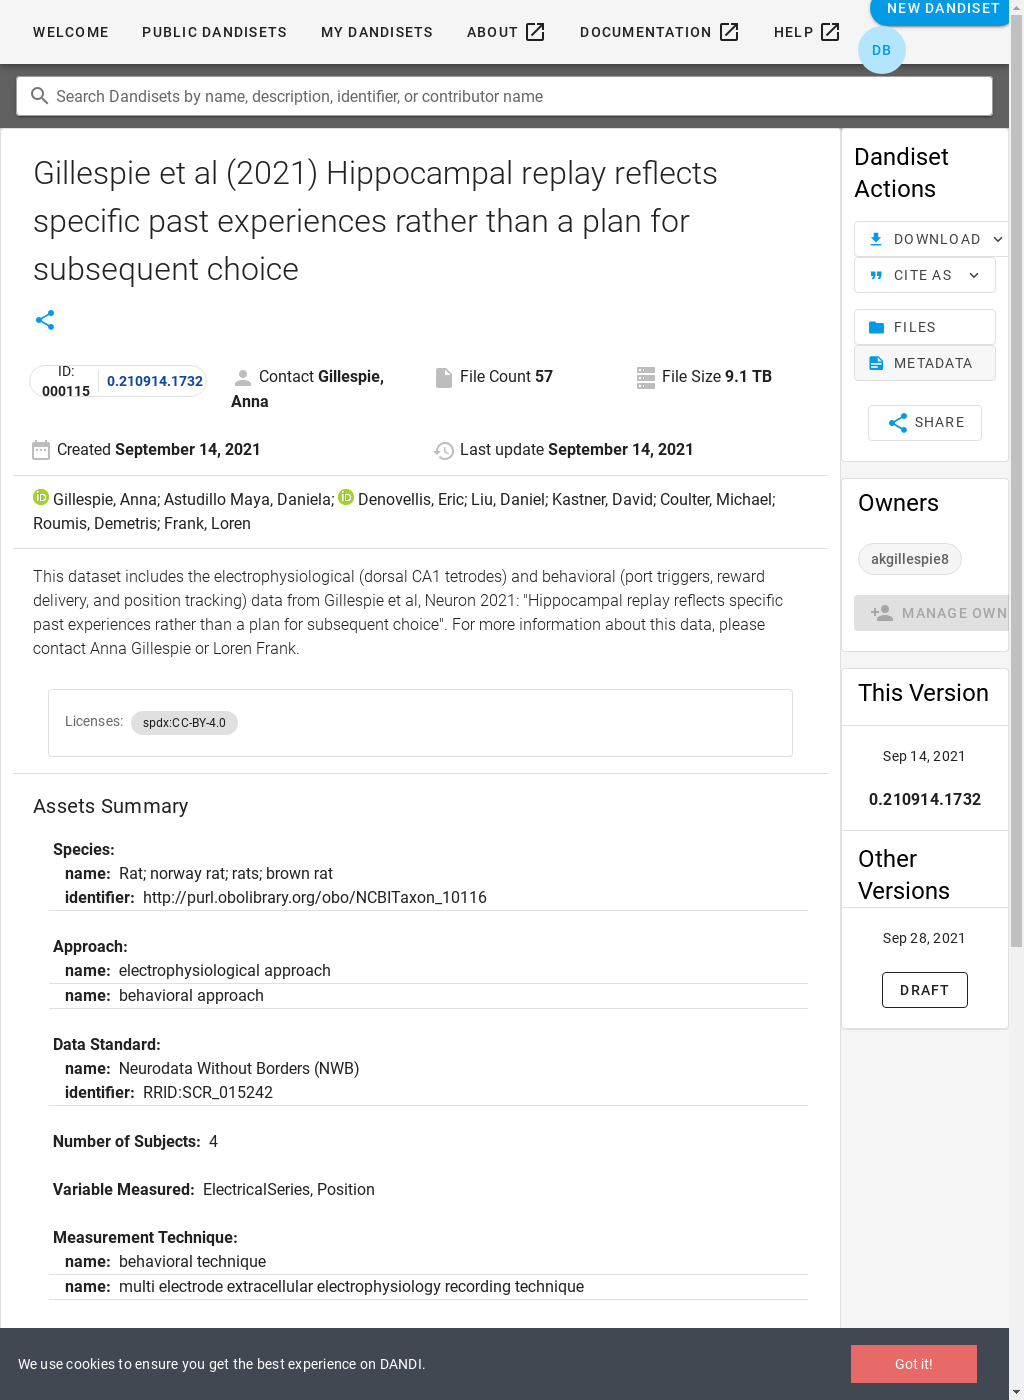 WELCOME PUBLIC DANDISETS MY DANDISETS ABOUT DOCUMENTATION HELP NEW DANDISET
DB
Search Dandisets by name, description, identifier, or contributor name
Gillespie et al (2021) Hippocampal replay reflects
specific past experiences rather than a plan for
subsequent choice
ID:
000115 0.210914.1732
Contact Gillespie,
Anna
File Count 57
File Size 9.1 TB
Created September 14, 2021
Last update September 14, 2021
iD Gillespie, Anna; Astudillo Maya, Daniela; iD Denovellis, Eric; Liu, Daniel; Kastner, David; Coulter, Michael;
Roumis, Demetris; Frank, Loren
This dataset includes the electrophysiological (dorsal CA1 tetrodes) and behavioral (port triggers, reward
delivery, and position tracking) data from Gillespie et al, Neuron 2021: "Hippocampal replay reflects specific
past experiences rather than a plan for subsequent choice". For more information about this data, please
contact Anna Gillespie or Loren Frank.
Licenses: spdx:CC-BY-4.0
Assets Summary
Species:
name: Rat; norway rat; rats; brown rat
identifier: http://purl.obolibrary.org/obo/NCBITaxon_10116
Approach:
name: electrophysiological approach
name: behavioral approach
Data Standard:
name: Neurodata Without Borders (NWB)
identifier: RRID:SCR_015242
Number of Subjects: 4
Variable Measured: ElectricalSeries, Position
Measurement Technique:
name: behavioral technique
name: multi electrode extracellular electrophysiology recording technique
Dandiset
Actions
DOWNLOAD
CITE AS
FILES
METADATA
SHARE
Owners
akgillespie8
MANAGE OWN
This Version
Sep 14, 2021
0.210914.1732
Other
Versions
Sep 28, 2021
DRAFT
We use cookies to ensure you get the best experience on DANDI.
Got it!